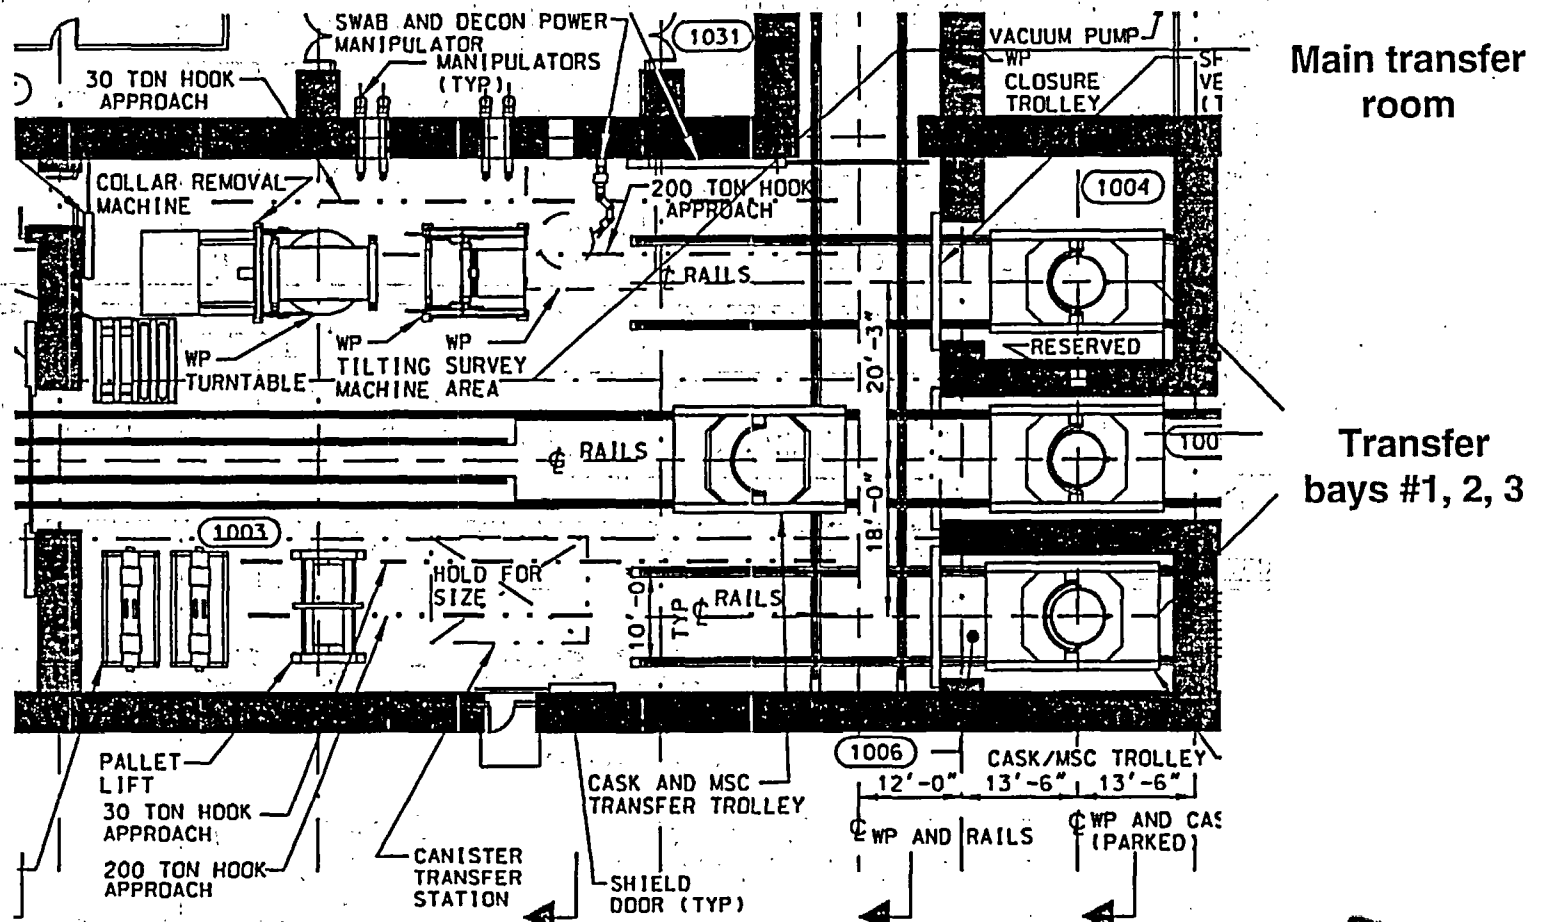 SWAB AND DECON POWER
MANIPULATOR
MANIPULATORS
(TYP)
1031
VACUUM PUMP
WP
CLOSURE
TROLLEY
Main transfer
room
30 TON HOOK
APPROACH
COLLAR REMOVAL
MACHINE
200 TON HOOK
APPROACH
1004
RAILS
WP
TURNTABLE
WP
TILTING
MACHINE
WP
SURVEY
AREA
20'-3"
RESERVED
RAILS
100
Transfer
bays #1, 2, 3
1003
18'-0"
HOLD FOR
SIZE
10'-0
TYP
RAILS
PALLET
LIFT
30 TON HOOK
APPROACH
200 TON HOOK
APPROACH
CANISTER
TRANSFER
STATION
CASK AND MSC
TRANSFER TROLLEY
SHIELD
DOOR (TYP)
1006
CASK/MSC TROLLEY
12'-0" 13'-6" 13'-6"
℄ WP AND RAILS
℄ WP AND CAS
(PARKED)